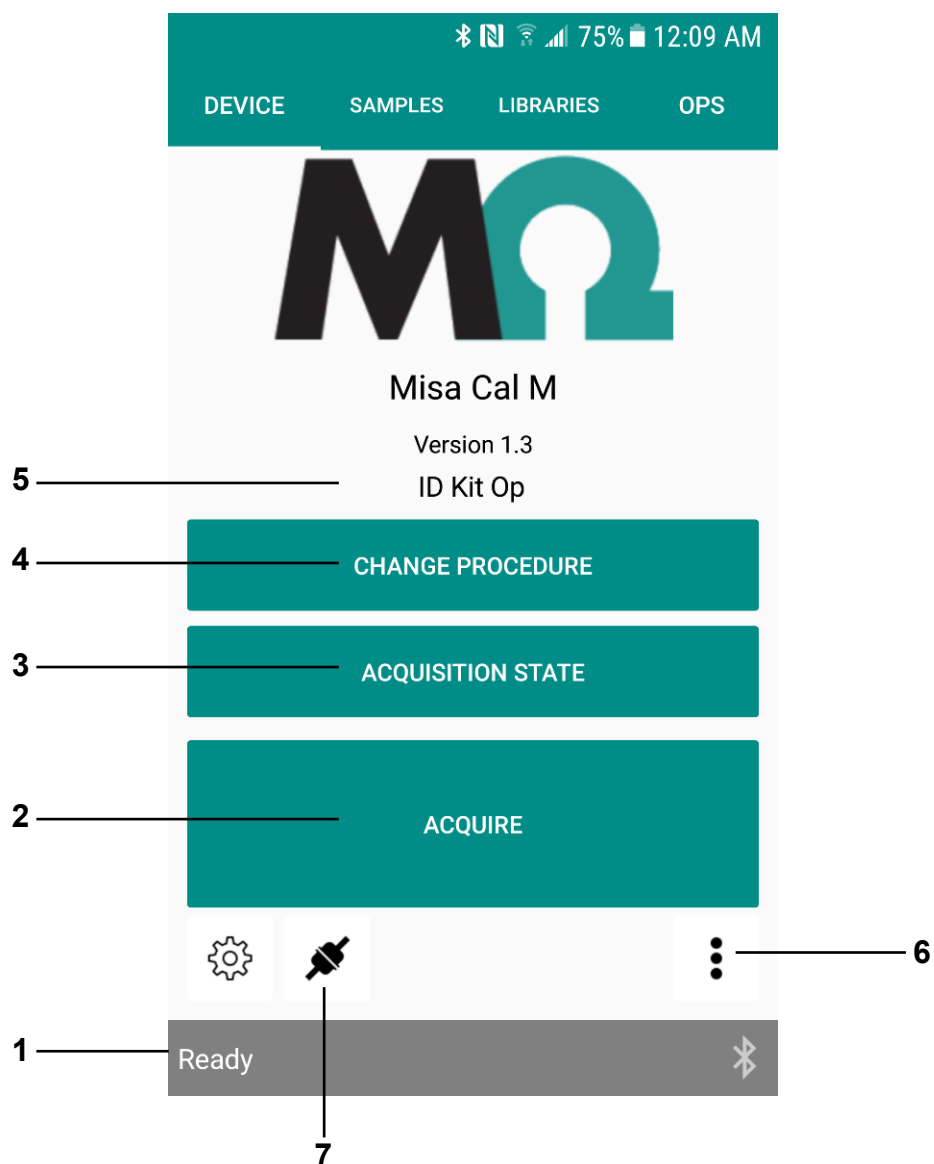 75% 12:09 AM
DEVICE SAMPLES LIBRARIES OPS
MΩ
Misa Cal M
Version 1.3
5 ID Kit Op
4 CHANGE PROCEDURE
3 ACQUISITION STATE
2 ACQUIRE
6
1 Ready
7